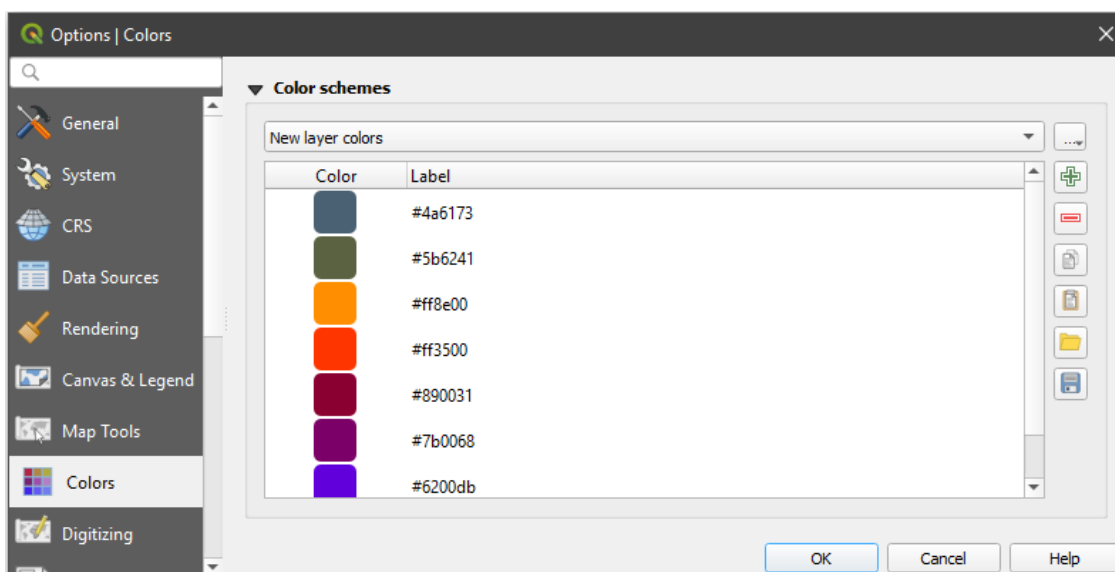 Options | Colors
General
System
CRS
Data Sources
Rendering
Canvas & Legend
Map Tools
Colors
Digitizing
Color schemes
New layer colors
...
Color Label
#4a6173
#5b6241
#ff8e00
#ff3500
#890031
#7b0068
#6200db
OK Cancel Help